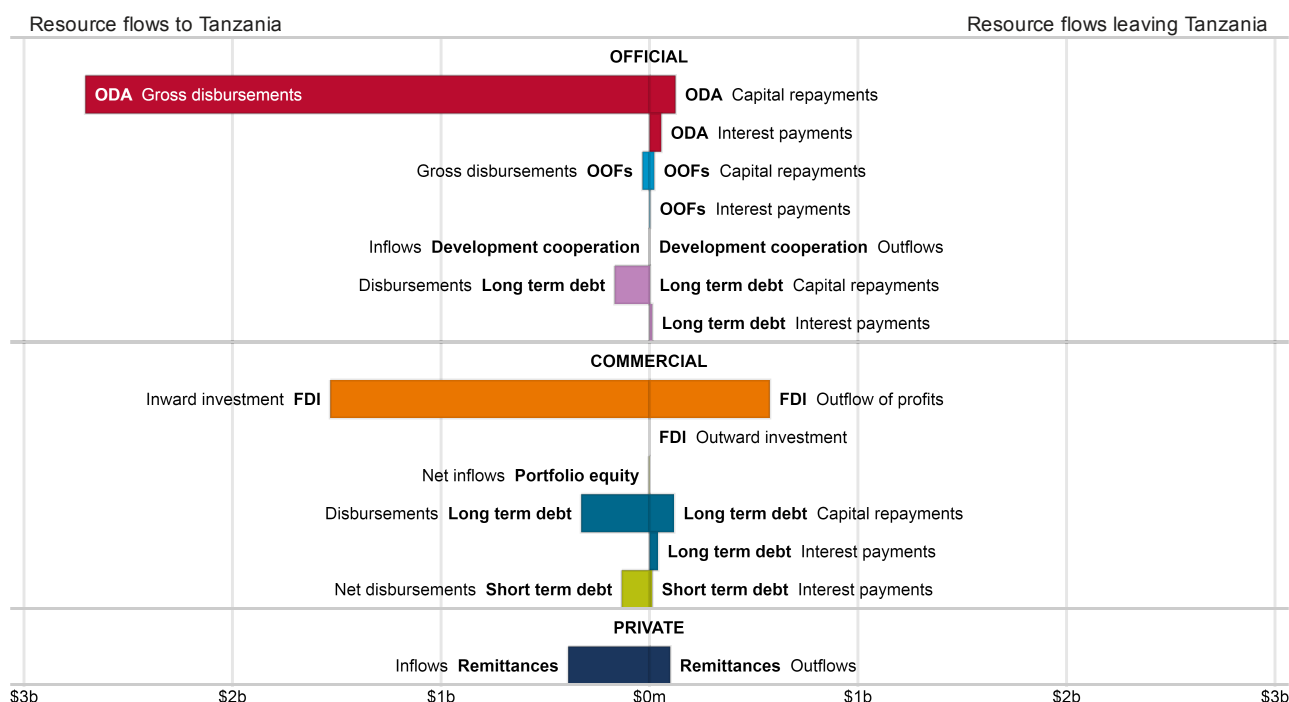 Resource flows to Tanzania Resource flows leaving Tanzania
OFFICIAL
ODA Gross disbursements ODA Capital repayments
ODA Interest payments
Gross disbursements OOFs OOFs Capital repayments
OOFs Interest payments
Inflows Development cooperation Development cooperation Outflows
Disbursements Long term debt Long term debt Capital repayments
Long term debt Interest payments
COMMERCIAL
Inward investment FDI FDI Outflow of profits
FDI Outward investment
Net inflows Portfolio equity
Disbursements Long term debt Long term debt Capital repayments
Long term debt Interest payments
Net disbursements Short term debt Short term debt Interest payments
PRIVATE
Inflows Remittances Remittances Outflows
$3b $2b $1b $0m $1b $2b $3b